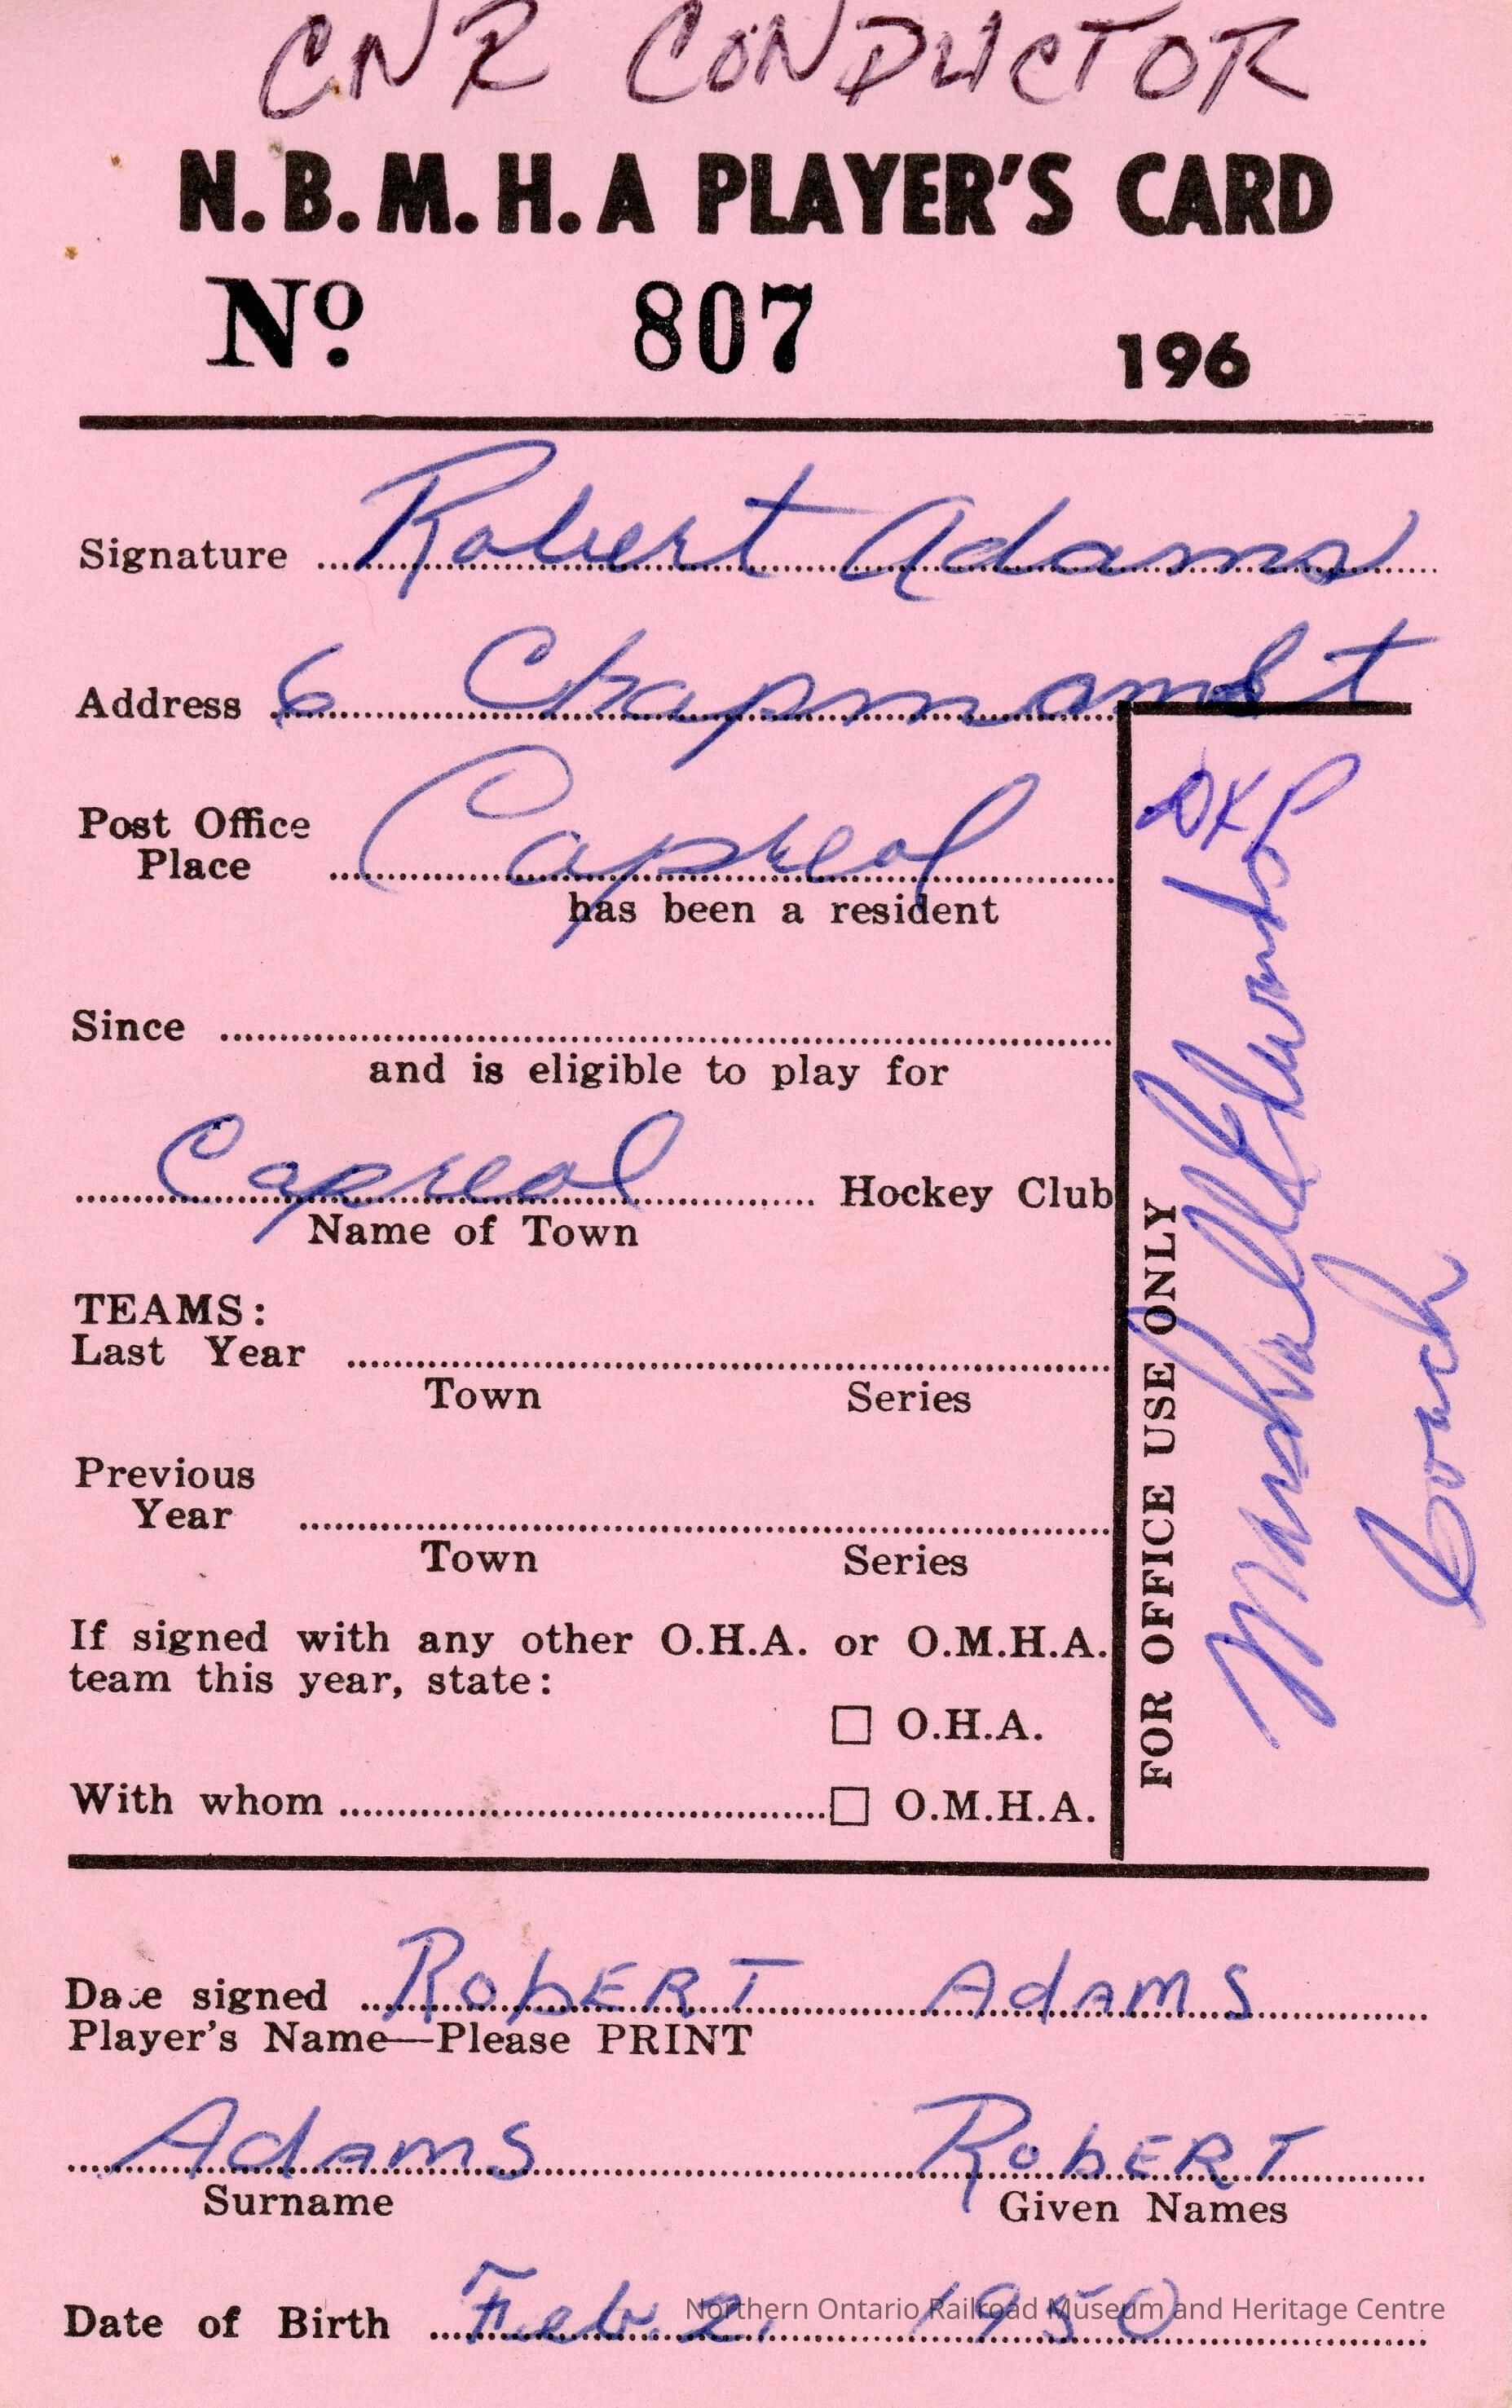 CNR CONDUCTOR
N.B.M.H.A PLAYER'S CARD
Nº 807 196
Signature Robert Adams
Address 6 Chapman St
Post Office
Place Capreol
has been a resident
Since
and is eligible to play for
Capreol Hockey Club
Name of Town
TEAMS:
Last Year
Town Series
Previous
Year
Town Series
If signed with any other O.H.A. or O.M.H.A.
team this year, state:
□ O.H.A.
With whom □ O.M.H.A.
FOR OFFICE USE ONLY
Marshall Edwards
Coach
Date signed RobERT AdAMS
Player's Name—Please PRINT
AdAMS RobERT
Surname Given Names
Date of Birth Feb. 2, 1950
Northern Ontario Railroad Museum and Heritage Centre